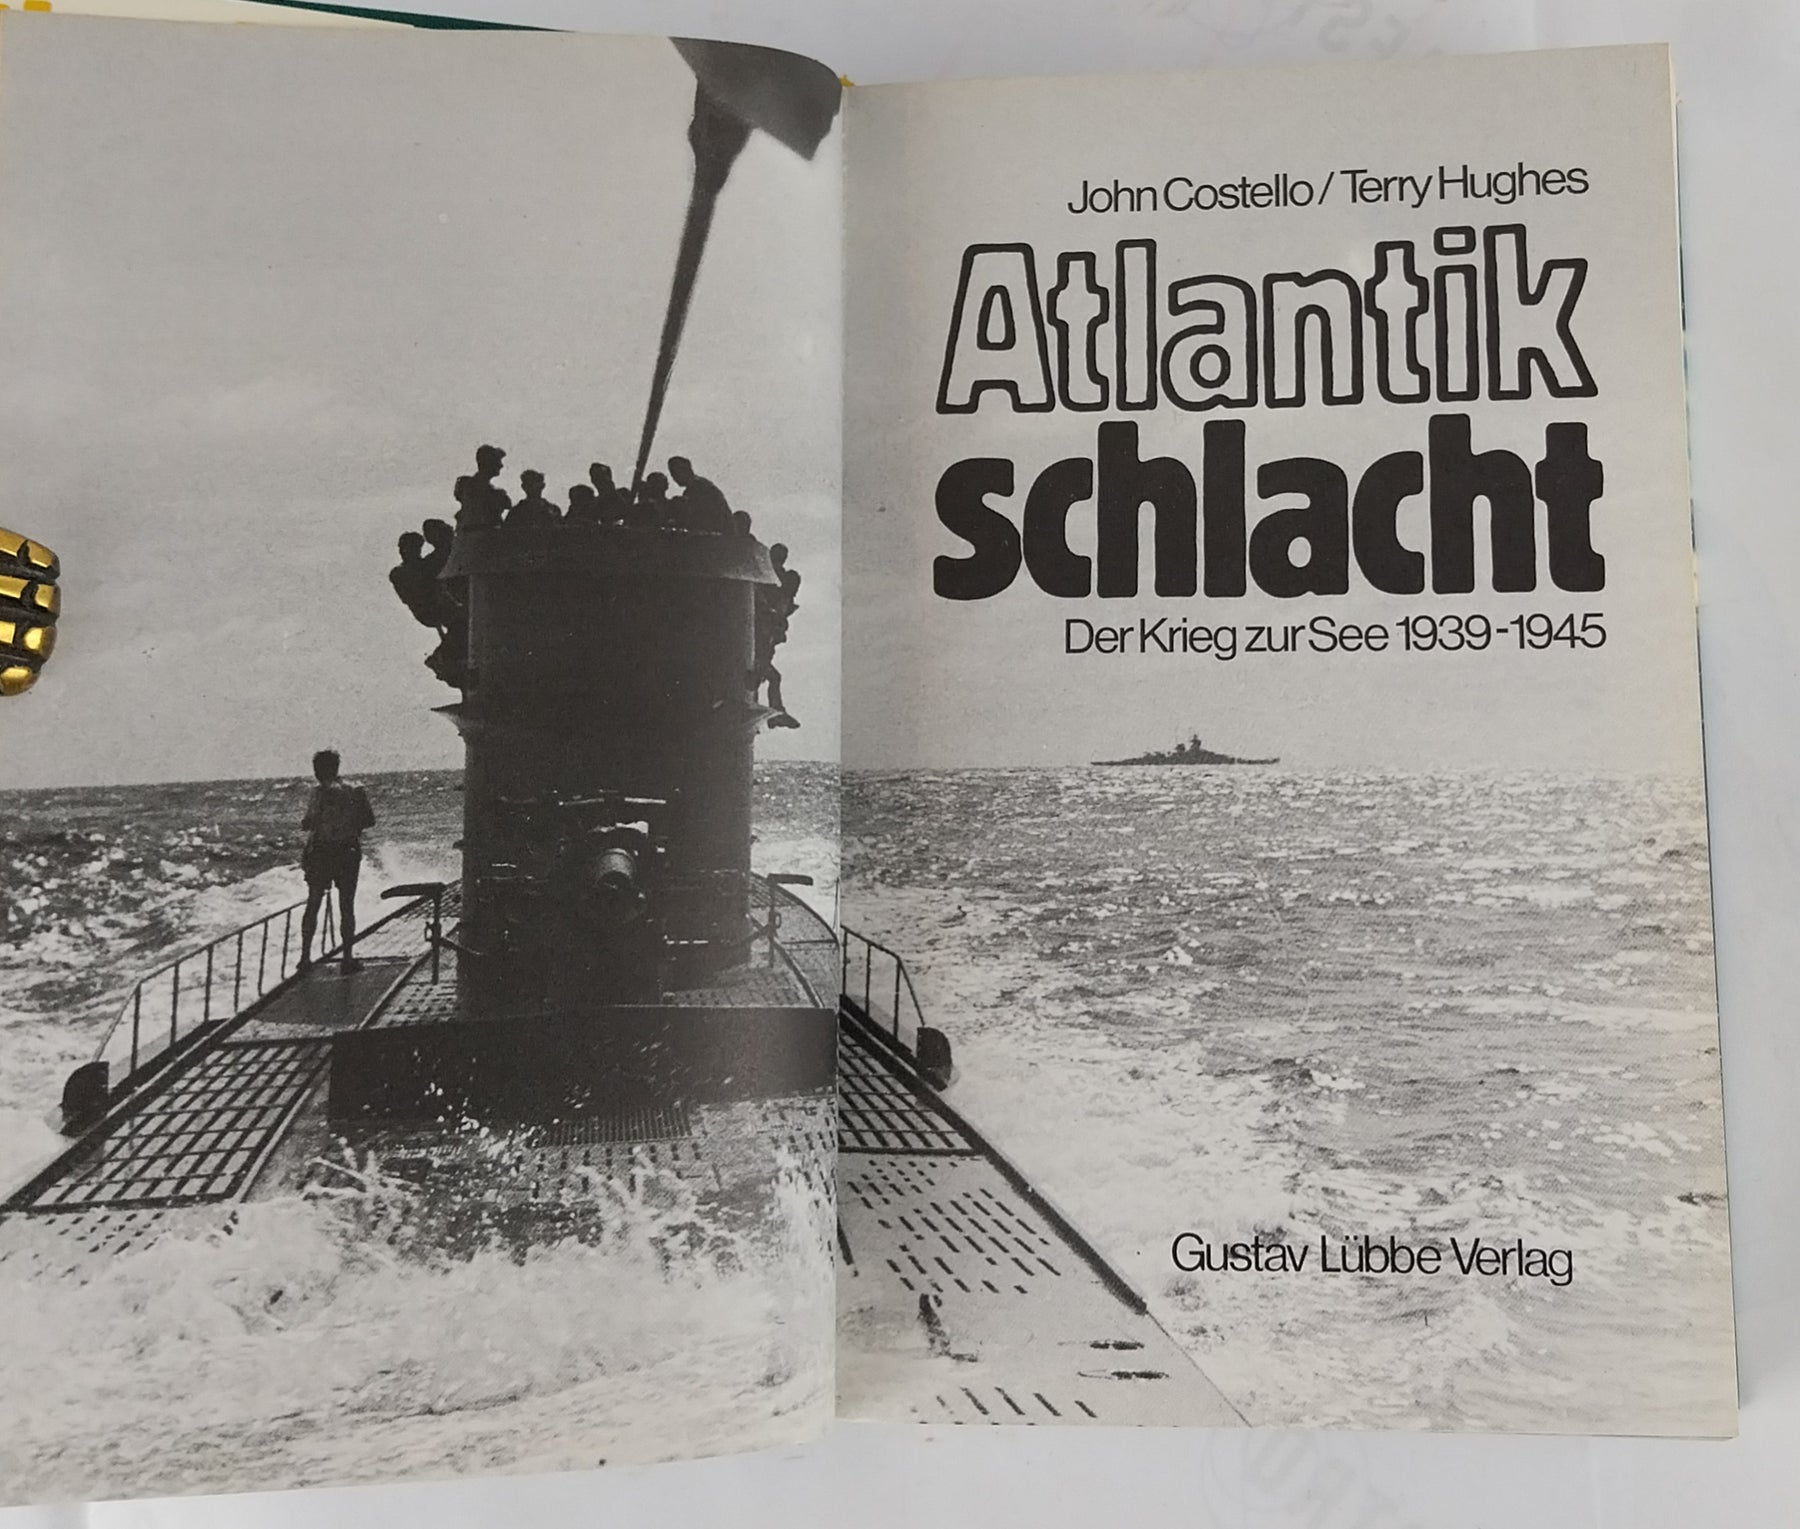 John Costello / Terry Hughes
Atlantik
schlacht
Der Krieg zur See 1939-1945
Gustav Lübbe Verlag